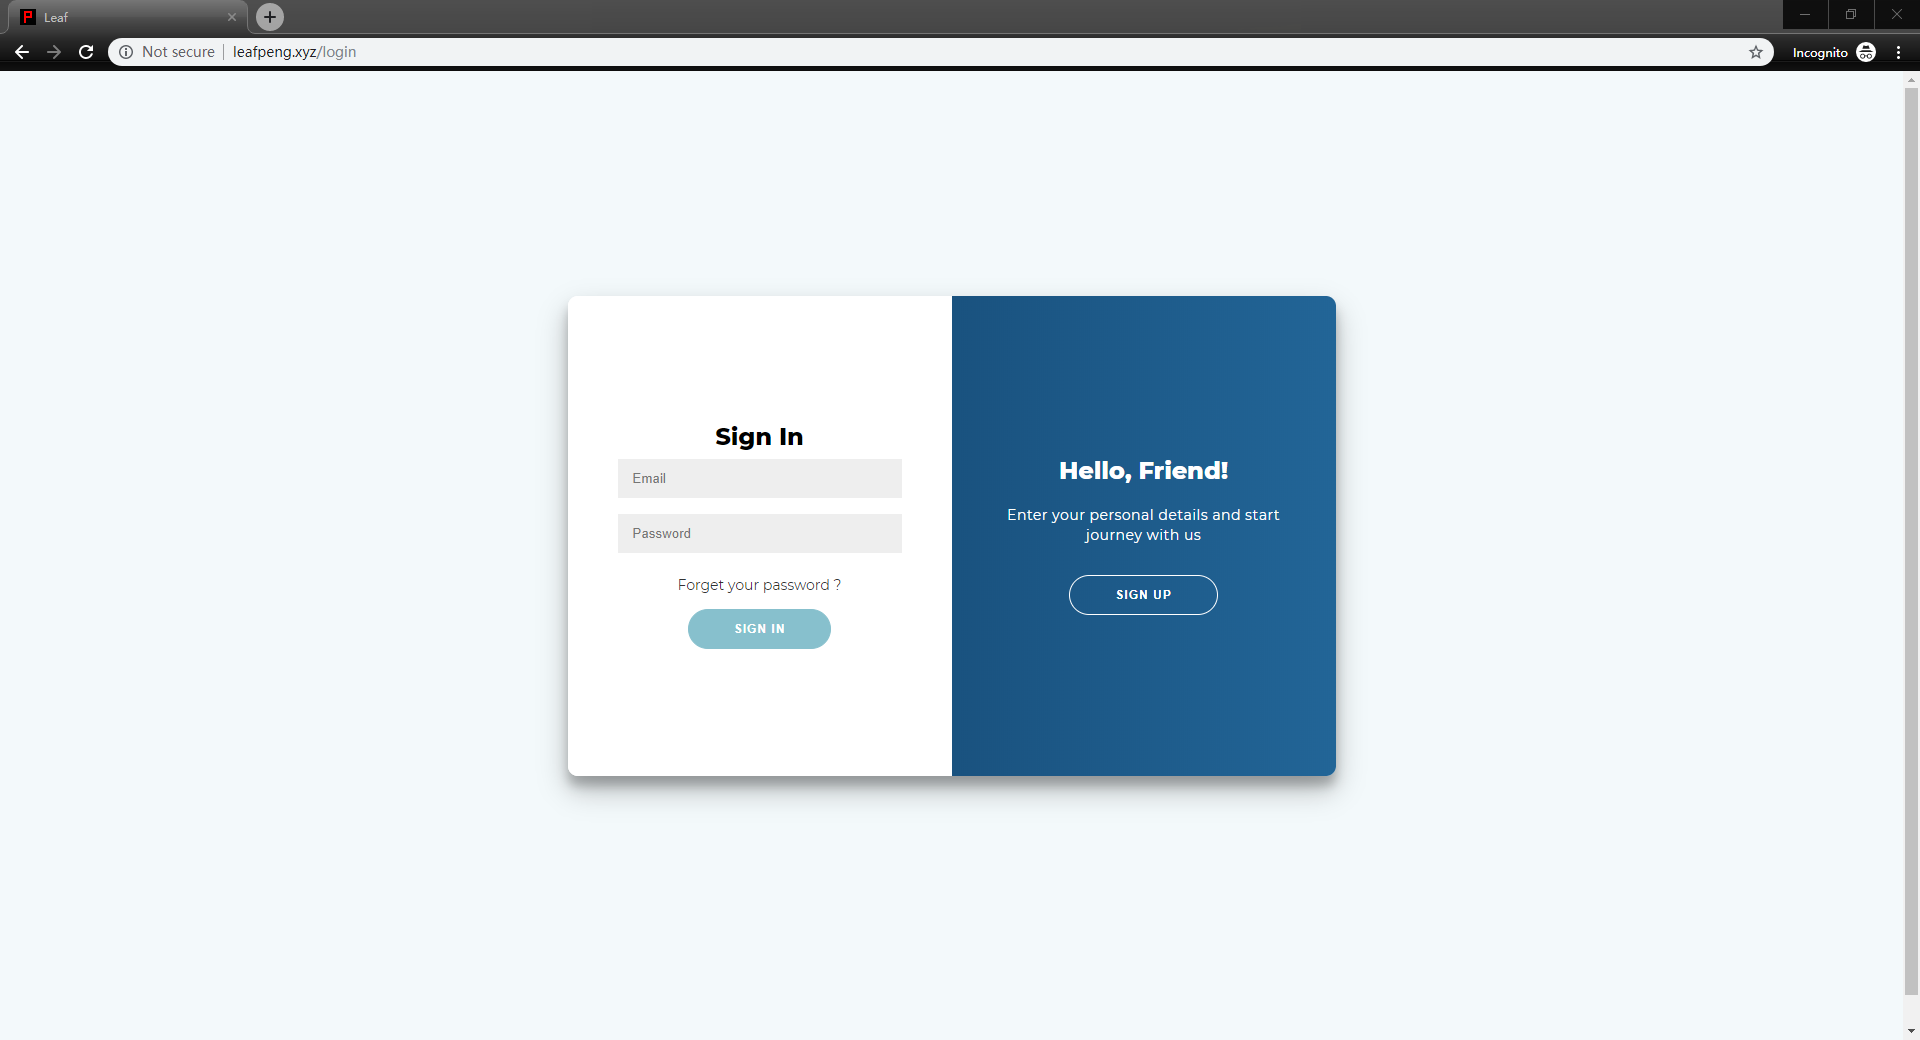 Leaf
Not secure
leafpeng.xyz/login
Incognito
Sign In
Email
Password
Forget your password ?
SIGN IN
Hello, Friend!
Enter your personal details and start
journey with us
SIGN UP